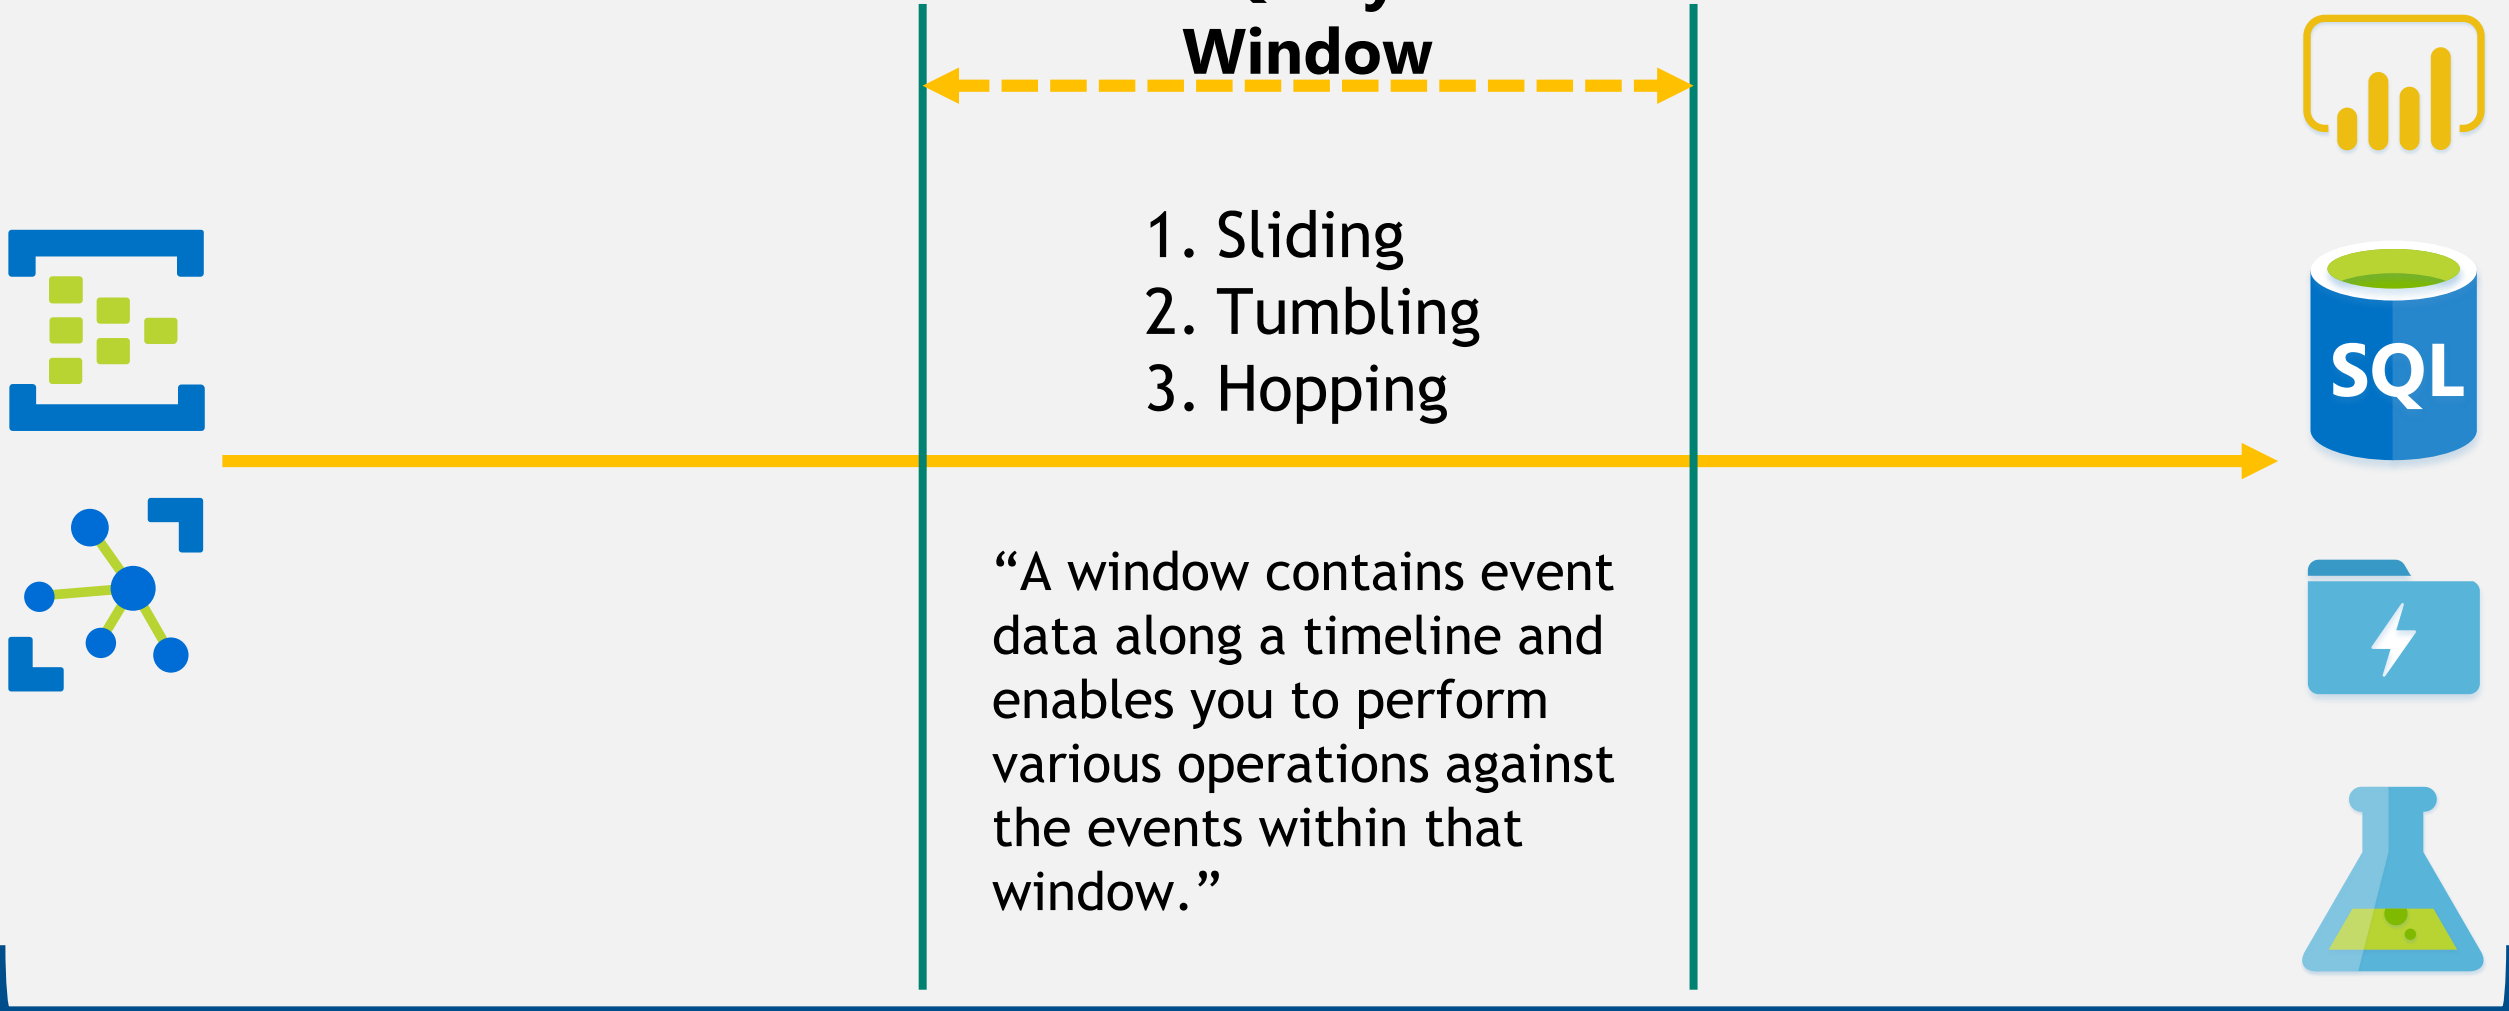 Window
1. Sliding
2. Tumbling
3. Hopping
SQL
“A window contains event
data along a timeline and
enables you to perform
various operations against
the events within that
window.”